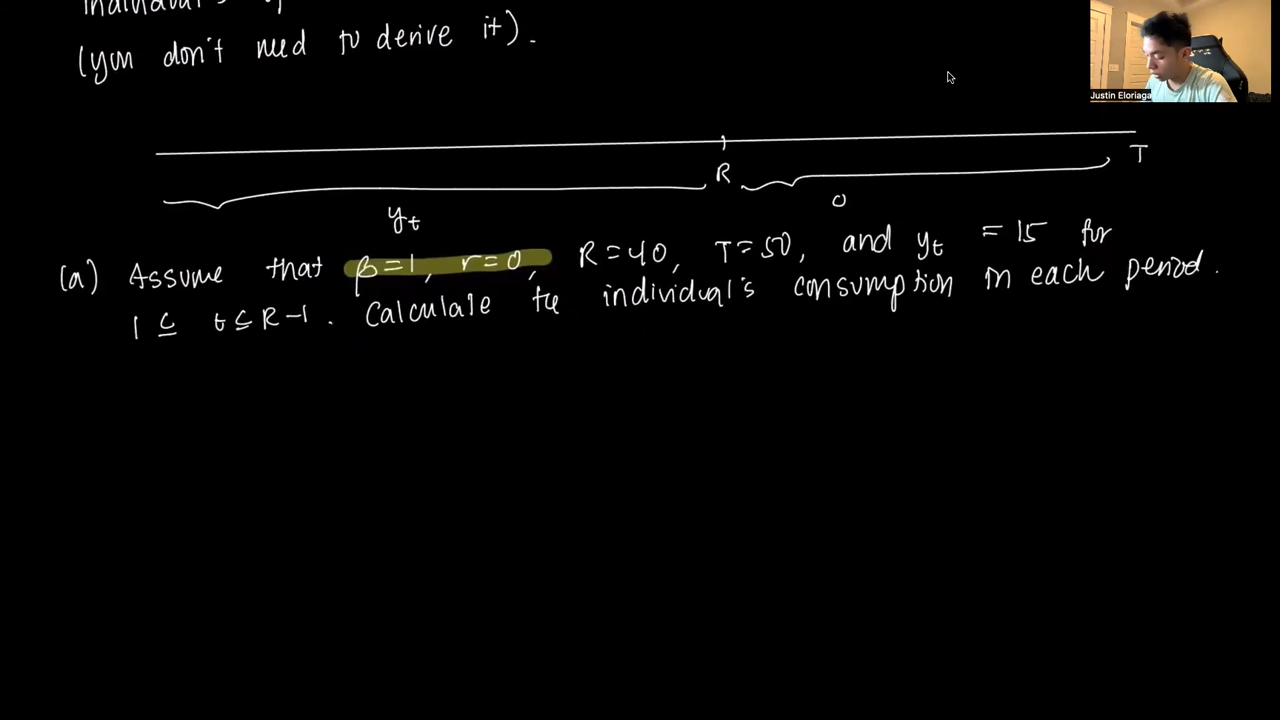 (you don't need to derive it).
Justin Eloriaga
R
T
y_t
0
(a) Assume that β=1, r=0, R=40, T=50, and y_t = 15 for
1 ≤ t ≤ R-1. Calculate the individual's consumption in each period.